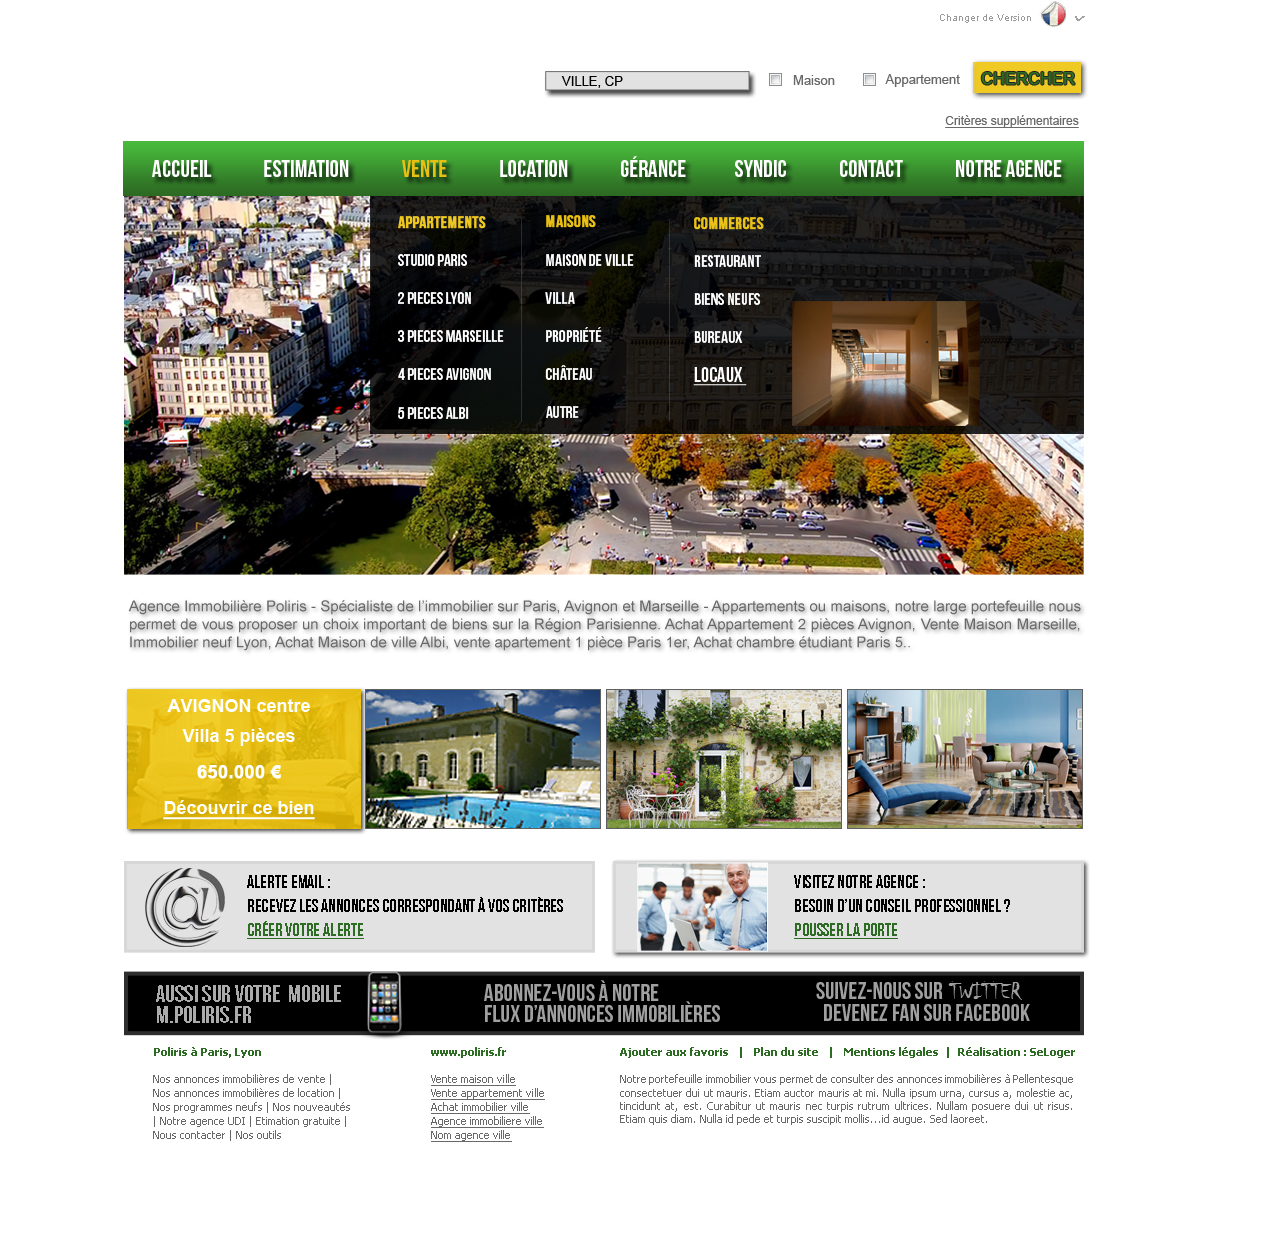 Changer de Version
VILLE, CP
Maison
Appartement
CHERCHER
Critères supplémentaires
ACCUEIL ESTIMATION VENTE LOCATION GÉRANCE SYNDIC CONTACT NOTRE AGENCE
APPARTEMENTS
STUDIO PARIS
2 PIECES LYON
3 PIECES MARSEILLE
4 PIECES AVIGNON
5 PIECES ALBI
MAISONS
MAISON DE VILLE
VILLA
PROPRIÉTÉ
CHÂTEAU
AUTRE
COMMERCES
RESTAURANT
BIENS NEUFS
BUREAUX
LOCAUX
Agence Immobilière Poliris - Spécialiste de l'immobilier sur Paris, Avignon et Marseille - Appartements ou maisons, notre large portefeuille nous
permet de vous proposer un choix important de biens sur la Région Parisienne. Achat Appartement 2 pièces Avignon, Vente Maison Marseille,
Immobilier neuf Lyon, Achat Maison de ville Albi, vente apartement 1 pièce Paris 1er, Achat chambre étudiant Paris 5..
AVIGNON centre
Villa 5 pièces
650.000 €
Découvrir ce bien
ALERTE EMAIL :
RECEVEZ LES ANNONCES CORRESPONDANT À VOS CRITÈRES
CRÉER VOTRE ALERTE
VISITEZ NOTRE AGENCE :
BESOIN D'UN CONSEIL PROFESSIONNEL ?
POUSSER LA PORTE
AUSSI SUR VOTRE MOBILE
M.POLIRIS.FR
ABONNEZ-VOUS À NOTRE
FLUX D'ANNONCES IMMOBILIÈRES
SUIVEZ-NOUS SUR TWITTER
DEVENEZ FAN SUR FACEBOOK
Poliris à Paris, Lyon
Nos annonces immobilières de vente |
Nos annonces immobilières de location |
Nos programmes neufs | Nos nouveautés
| Notre agence UDI | Etimation gratuite |
Nous contacter | Nos outils
www.poliris.fr
Vente maison ville
Vente appartement ville
Achat immobilier ville
Agence immobiliere ville
Nom agence ville
Ajouter aux favoris | Plan du site | Mentions légales | Réalisation : SeLoger
Notre portefeuille immobilier vous permet de consulter des annonces immobilières à Pellentesque
consectetuer dui ut mauris. Etiam auctor mauris at mi. Nulla ipsum urna, cursus a, molestie ac,
tincidunt at, est. Curabitur ut mauris nec turpis rutrum ultrices. Nullam posuere dui ut risus.
Etiam quis diam. Nulla id pede et turpis suscipit mollis...id augue. Sed laoreet.